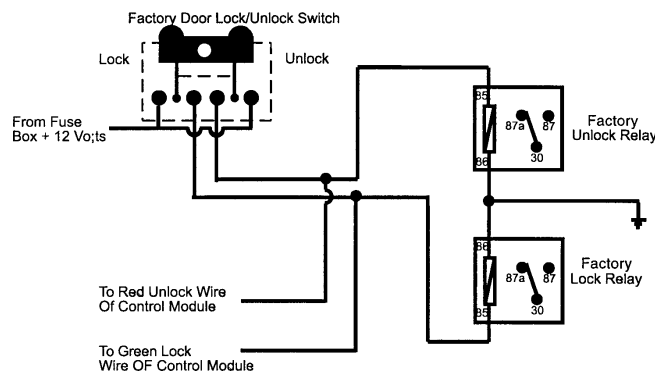 Factory Door Lock/Unlock Switch
Lock
Unlock
From Fuse
Box + 12 Vo;ts
85
87a
87
30
86
Factory
Unlock Relay
86
87a
87
30
85
Factory
Lock Relay
To Red Unlock Wire
Of Control Module
To Green Lock
Wire OF Control Module